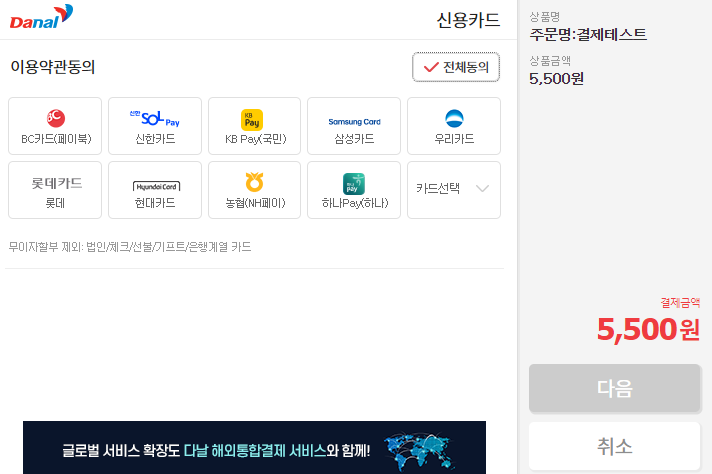 Danal
신용카드
이용약관동의
전체동의
BC
BC카드(페이북)
신한 SOL Pay
신한카드
KB Pay
KB Pay(국민)
Samsung Card
삼성카드
우리카드
롯데카드
롯데
Hyundai Card
현대카드
농협(NH페이)
하나 Pay
하나Pay(하나)
카드선택
무이자할부 제외: 법인/체크/선불/기프트/은행계열 카드
글로벌 서비스 확장도 다날 해외통합결제 서비스와 함께!
상품명
주문명:결제테스트
상품금액
5,500원
결제금액
5,500원
다음
취소